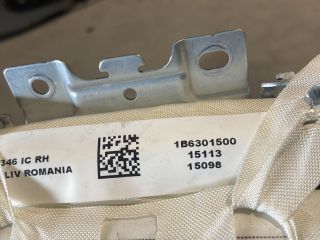 346 IC RH
LIV ROMANIA
1B6301500
15113
15098